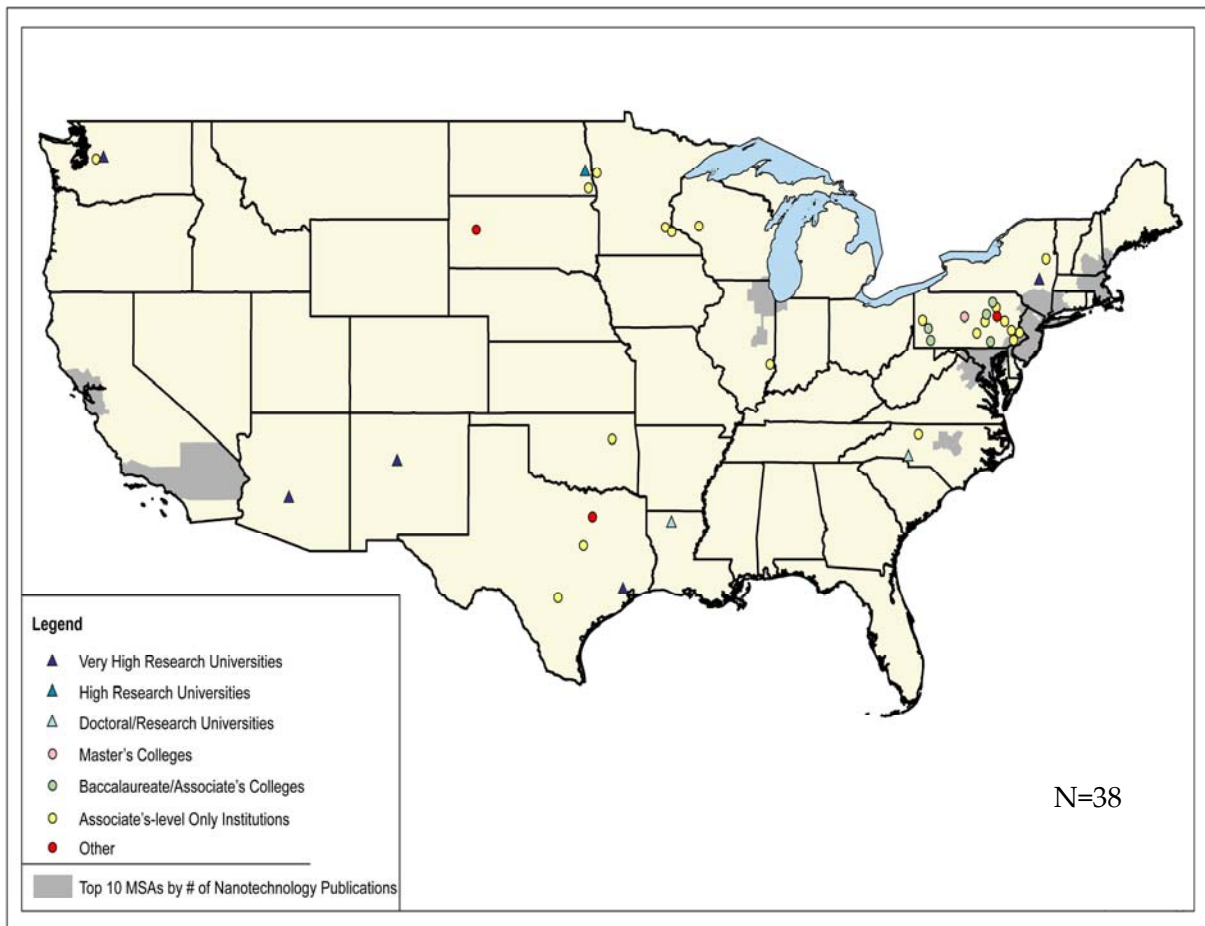 Legend
Very High Research Universities
High Research Universities
Doctoral/Research Universities
Master's Colleges
Baccalaureate/Associate's Colleges
Associate's-level Only Institutions
Other
Top 10 MSAs by # of Nanotechnology Publications
N=38